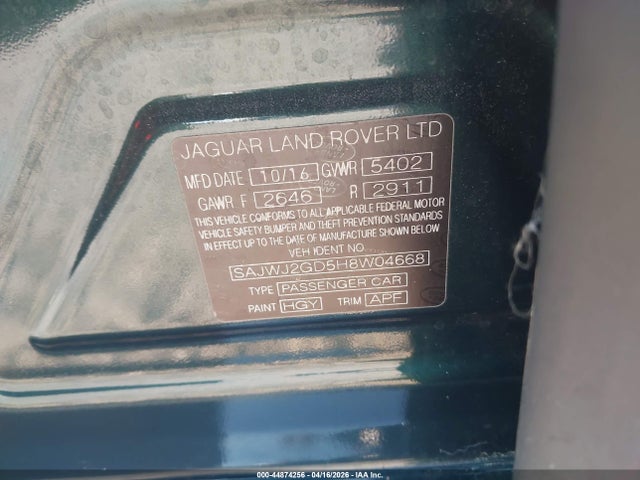 JAGUAR LAND ROVER LTD
MFD DATE 10/16 GVWR 5402
GAWR F 2646 R 2911
THIS VEHICLE CONFORMS TO ALL APPLICABLE FEDERAL MOTOR
VEHICLE SAFETY BUMPER AND THEFT PREVENTION STANDARDS
IN EFFECT UP TO THE DATE OF MANUFACTURE SHOWN BELOW
VEH IDENT NO.
SAJWJ2GD5H8W04668
TYPE PASSENGER CAR
PAINT HGY TRIM APF
000-44874256 - 04/16/2026 - IAA Inc.